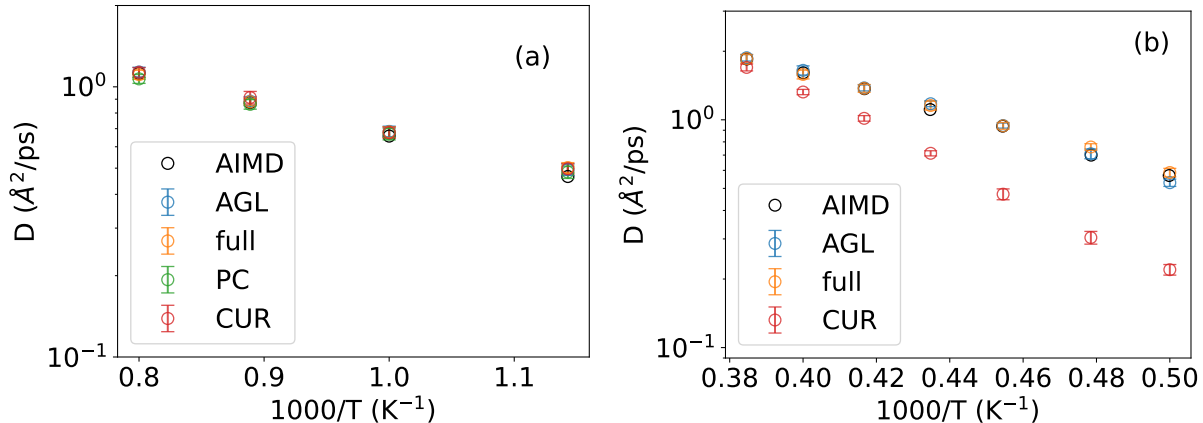 (a)
10⁰
10⁻¹
D (Å²/ps)
AIMD
AGL
full
PC
CUR
0.8 0.9 1.0 1.1
1000/T (K⁻¹)
(b)
10⁰
10⁻¹
D (Å²/ps)
AIMD
AGL
full
CUR
0.38 0.40 0.42 0.44 0.46 0.48 0.50
1000/T (K⁻¹)